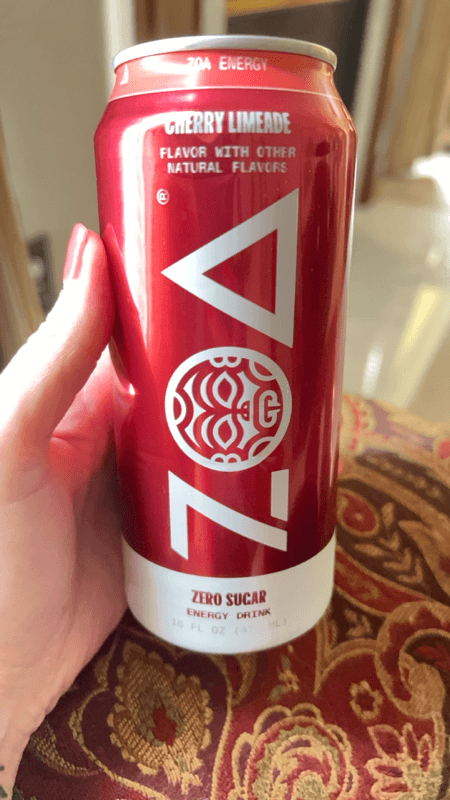 ZOA ENERGY
CHERRY LIMEADE
FLAVOR WITH OTHER
NATURAL FLAVORS
®
ZOA
G
ZERO SUGAR
ENERGY DRINK
16 FL OZ